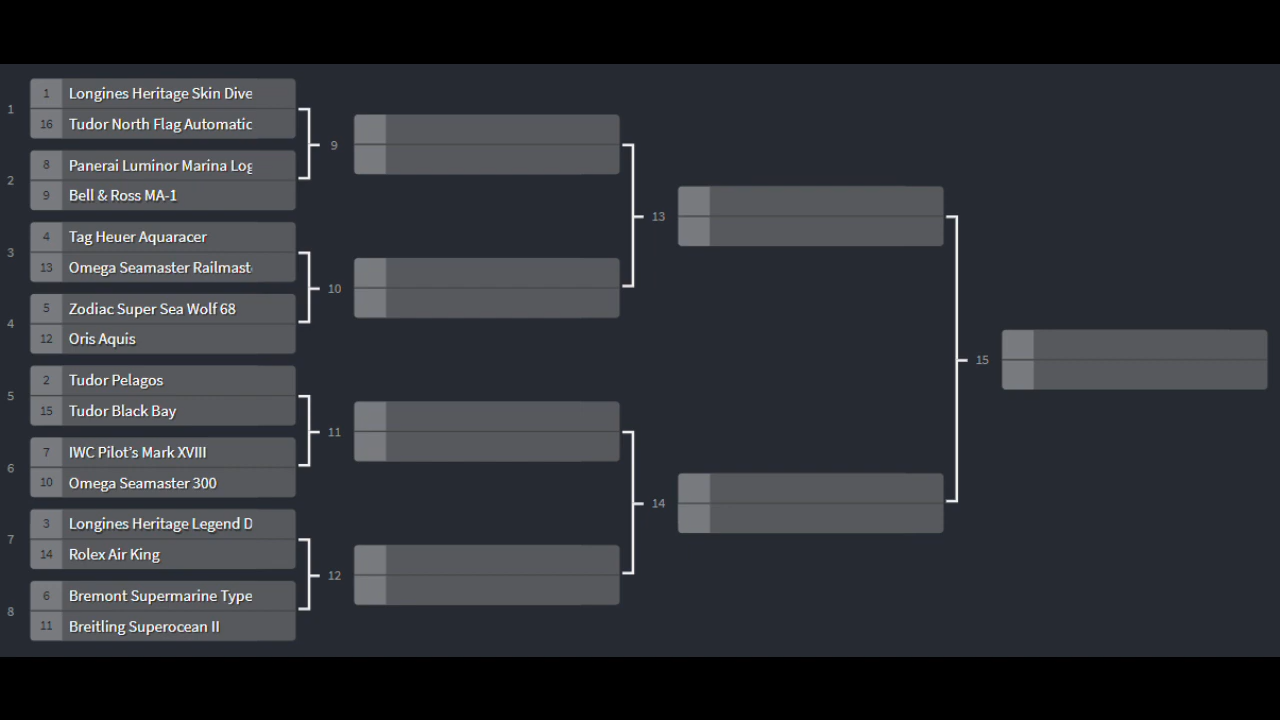 1
1 Longines Heritage Skin Dive
16 Tudor North Flag Automatic
2
8 Panerai Luminor Marina Log
9 Bell & Ross MA-1
3
4 Tag Heuer Aquaracer
13 Omega Seamaster Railmast
4
5 Zodiac Super Sea Wolf 68
12 Oris Aquis
5
2 Tudor Pelagos
15 Tudor Black Bay
6
7 IWC Pilot’s Mark XVIII
10 Omega Seamaster 300
7
3 Longines Heritage Legend D
14 Rolex Air King
8
6 Bremont Supermarine Type
11 Breitling Superocean II
9
10
11
12
13
14
15